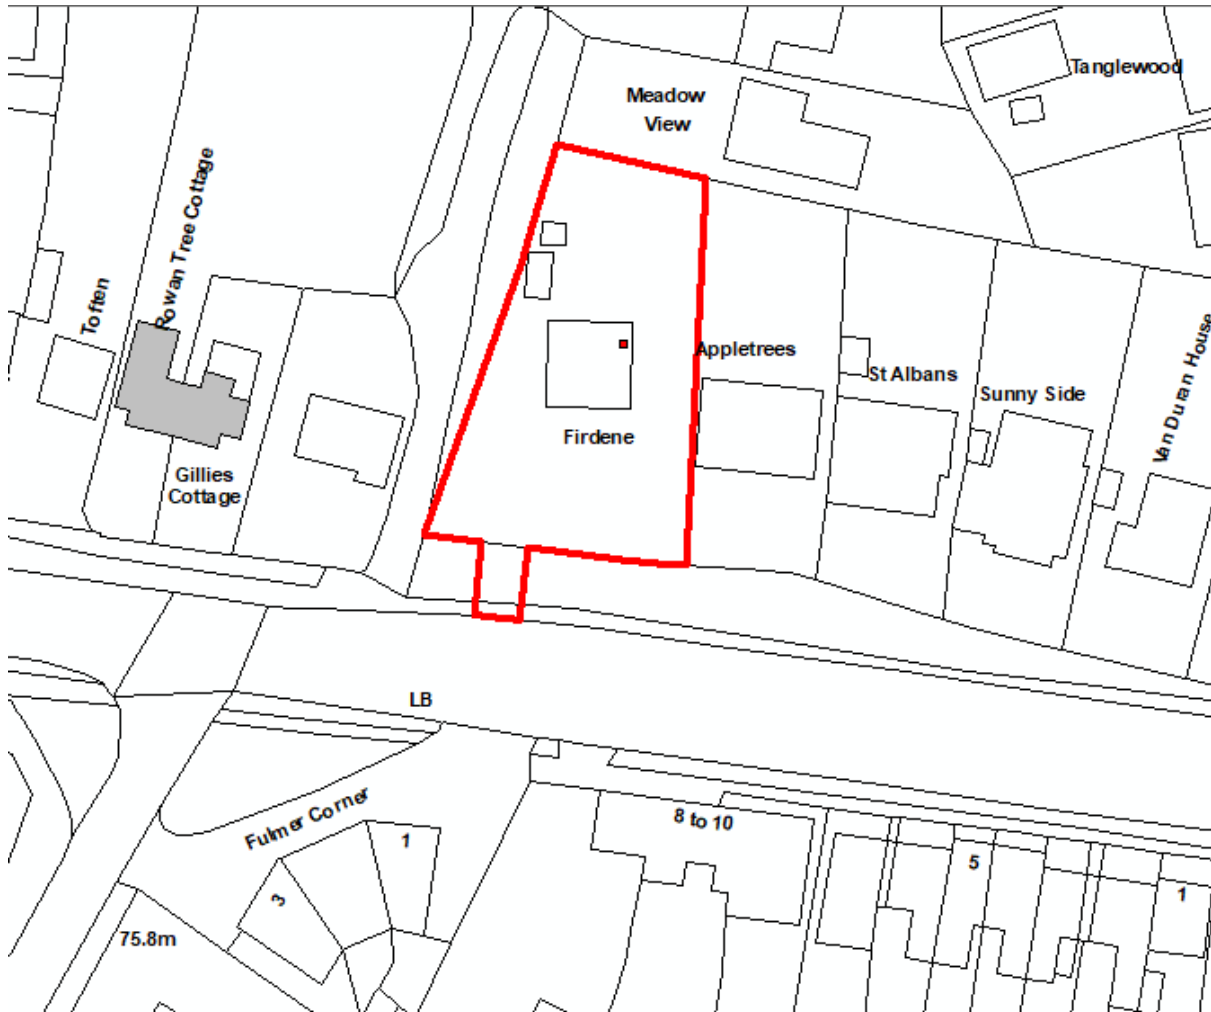 Tanglewood
Meadow
View
Rowan Tree Cottage
Toften
Appletrees
St Albans
Sunny Side
Van Duran House
Firdene
Gillies
Cottage
LB
Fulmer Corner
1
8 to 10
5
1
3
75.8m